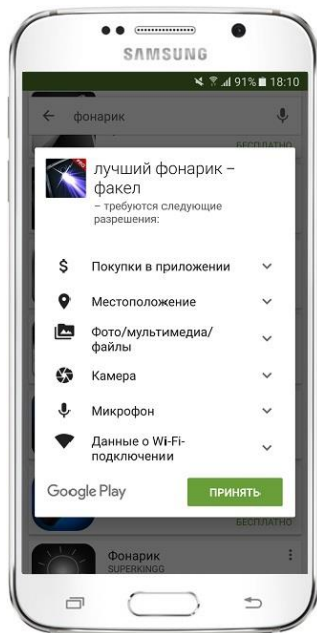 SAMSUNG
91% 18:10
фонарик
БЕСПЛАТНО
лучший фонарик –
факел
– требуются следующие
разрешения:
$ Покупки в приложении
Местоположение
Фото/мультимедиа/
файлы
Камера
Микрофон
Данные о Wi-Fi-
подключении
Google Play ПРИНЯТЬ
БЕСПЛАТНО
Фонарик
SUPERKINGG